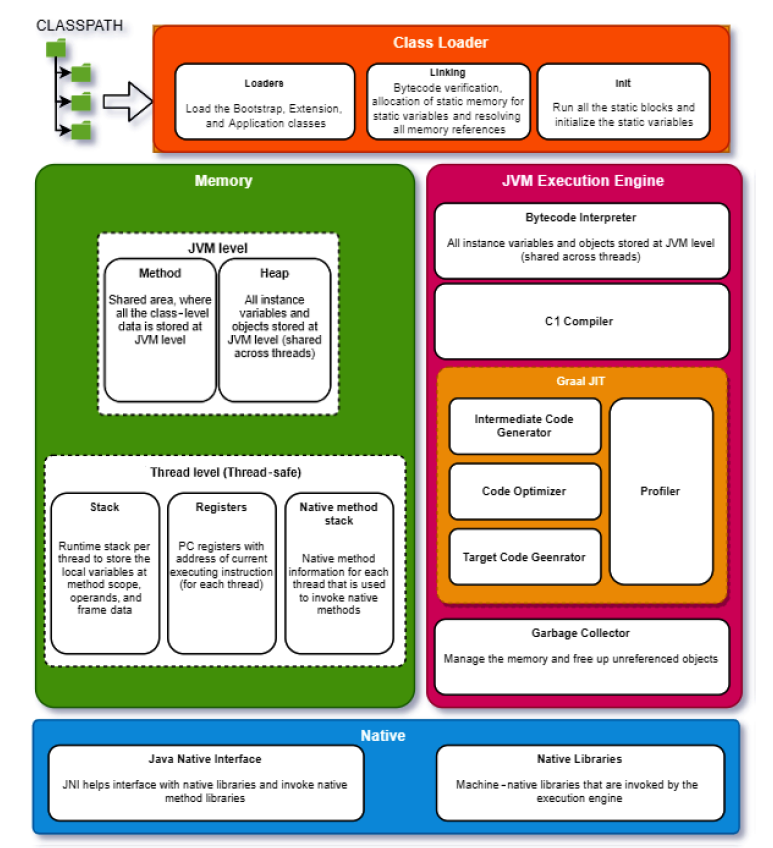 CLASSPATH
Class Loader
Loaders
Load the Bootstrap, Extension,
and Application classes
Linking
Bytecode verification,
allocation of static memory for
static variables and resolving
all memory references
Init
Run all the static blocks and
initialize the static variables
Memory
JVM level
Method
Shared area, where
all the class-level
data is stored at
JVM level
Heap
All instance
variables and
objects stored at
JVM level (shared
across threads)
Thread level (Thread-safe)
Stack
Runtime stack per
thread to store the
local variables at
method scope,
operands, and
frame data
Registers
PC registers with
address of current
executing instruction
(for each thread)
Native method
stack
Native method
information for each
thread that is used
to invoke native
methods
JVM Execution Engine
Bytecode Interpreter
All instance variables and objects stored at JVM level
(shared across threads)
C1 Compiler
Graal JIT
Intermediate Code
Generator
Code Optimizer
Target Code Geenrator
Profiler
Garbage Collector
Manage the memory and free up unreferenced objects
Native
Java Native Interface
JNI helps interface with native libraries and invoke native
method libraries
Native Libraries
Machine-native libraries that are invoked by the
execution engine